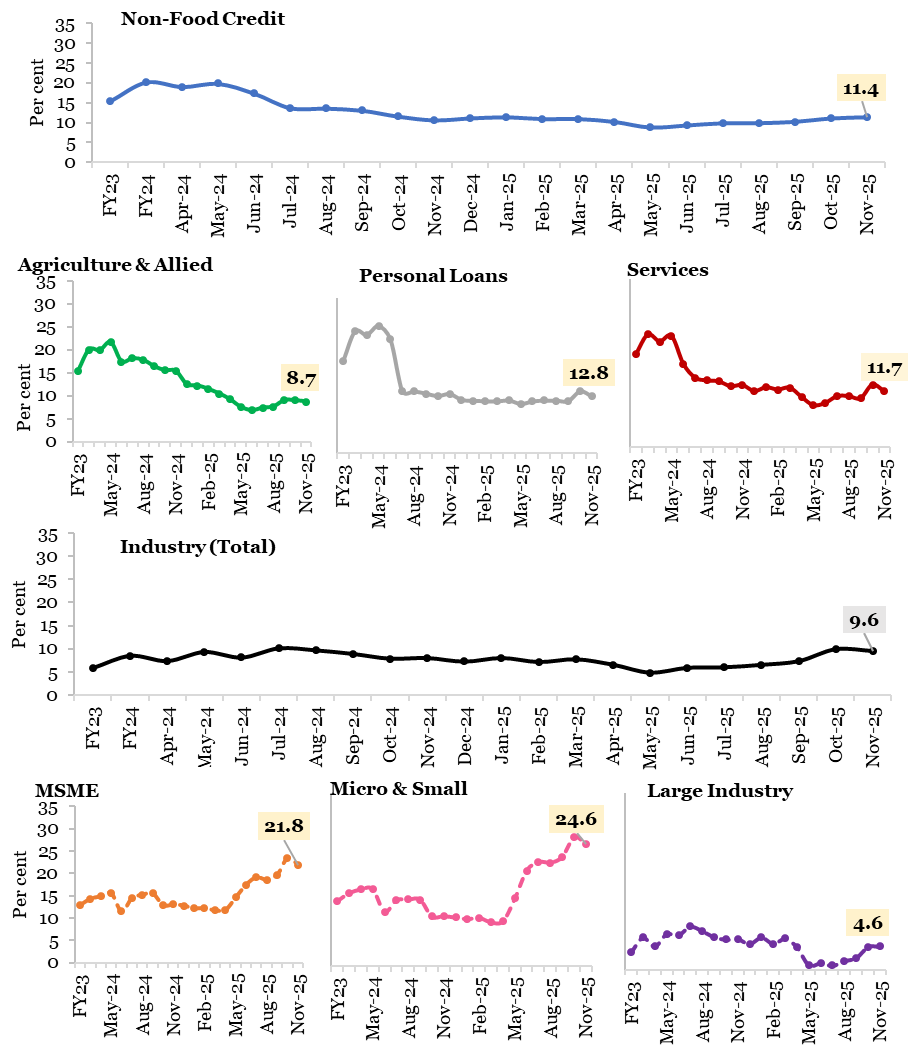 Non-Food Credit
Per cent
35
30
25
20
15
10
5
0
11.4
FY23 FY24 Apr-24 May-24 Jun-24 Jul-24 Aug-24 Sep-24 Oct-24 Nov-24 Dec-24 Jan-25 Feb-25 Mar-25 Apr-25 May-25 Jun-25 Jul-25 Aug-25 Sep-25 Oct-25 Nov-25
Agriculture & Allied
Per cent
35
30
25
20
15
10
5
0
8.7
FY23 May-24 Aug-24 Nov-24 Feb-25 May-25 Aug-25 Nov-25
Personal Loans
12.8
FY23 May-24 Aug-24 Nov-24 Feb-25 May-25 Aug-25 Nov-25
Services
11.7
FY23 May-24 Aug-24 Nov-24 Feb-25 May-25 Aug-25 Nov-25
Industry (Total)
Per cent
35
30
25
20
15
10
5
0
9.6
FY23 FY24 Apr-24 May-24 Jun-24 Jul-24 Aug-24 Sep-24 Oct-24 Nov-24 Dec-24 Jan-25 Feb-25 Mar-25 Apr-25 May-25 Jun-25 Jul-25 Aug-25 Sep-25 Oct-25 Nov-25
MSME
Per cent
35
30
25
20
15
10
5
0
21.8
FY23 May-24 Aug-24 Nov-24 Feb-25 May-25 Aug-25 Nov-25
Micro & Small
24.6
FY23 May-24 Aug-24 Nov-24 Feb-25 May-25 Aug-25 Nov-25
Large Industry
4.6
FY23 May-24 Aug-24 Nov-24 Feb-25 May-25 Aug-25 Nov-25